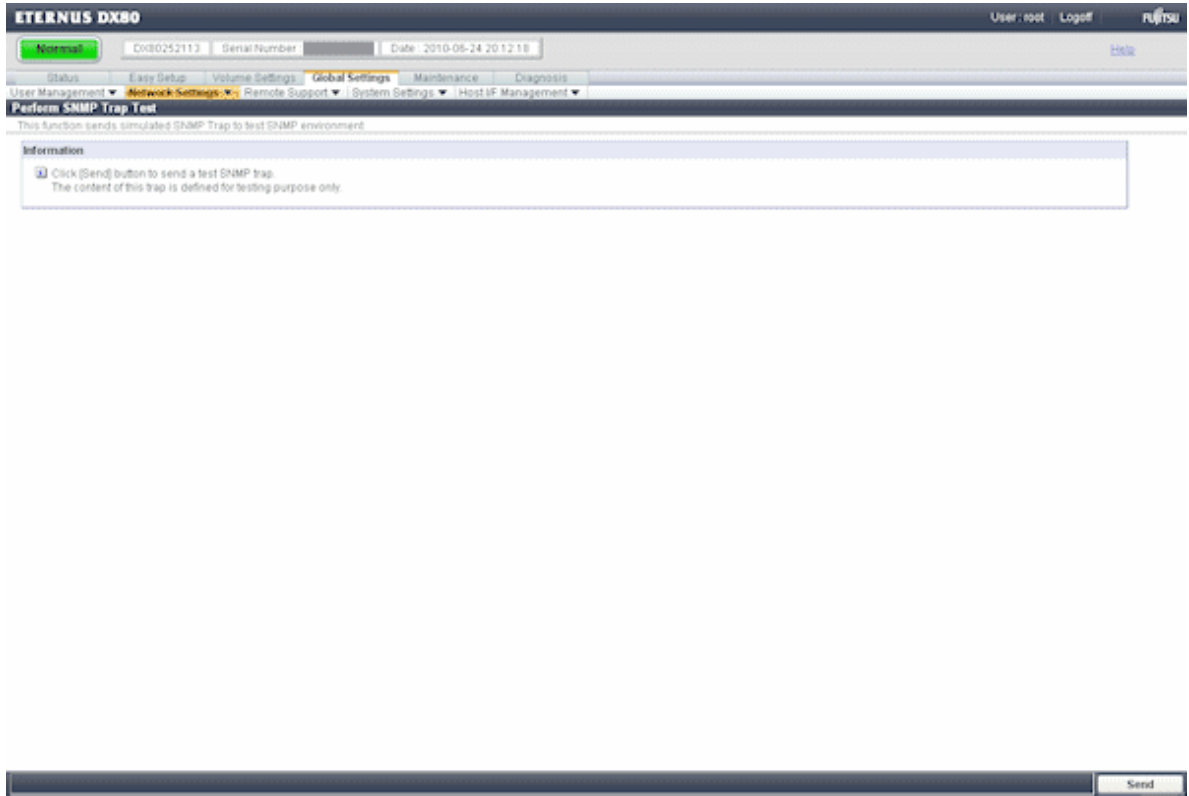 ETERNUS DX80 User : root Logoff FUJITSU
Normal DX80252113 Serial Number Date : 2010-06-24 20:12:18 Help
Status Easy Setup Volume Settings Global Settings Maintenance Diagnosis
User Management ▼ Network Settings ▼ Remote Support ▼ System Settings ▼ Host I/F Management ▼
Perform SNMP Trap Test
This function sends simulated SNMP Trap to test SNMP environment
Information
Click [Send] button to send a test SNMP trap.
The content of this trap is defined for testing purpose only.
Send